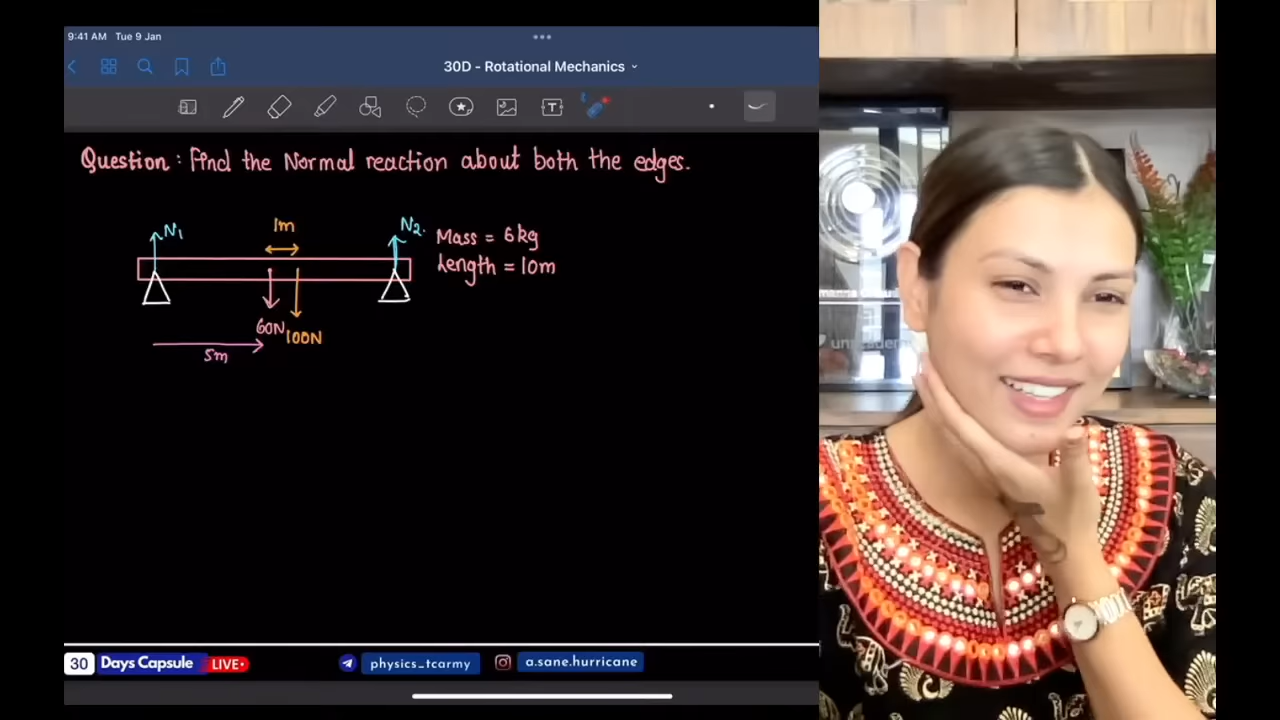 9:41 AM Tue 9 Jan
30D - Rotational Mechanics
T
Question : Find the Normal reaction about both the edges.
N1
1m
N2.
Mass = 6kg
Length = 10m
60N
100N
5m
30 Days Capsule LIVE
physics_tcarmy
a.sane.hurricane